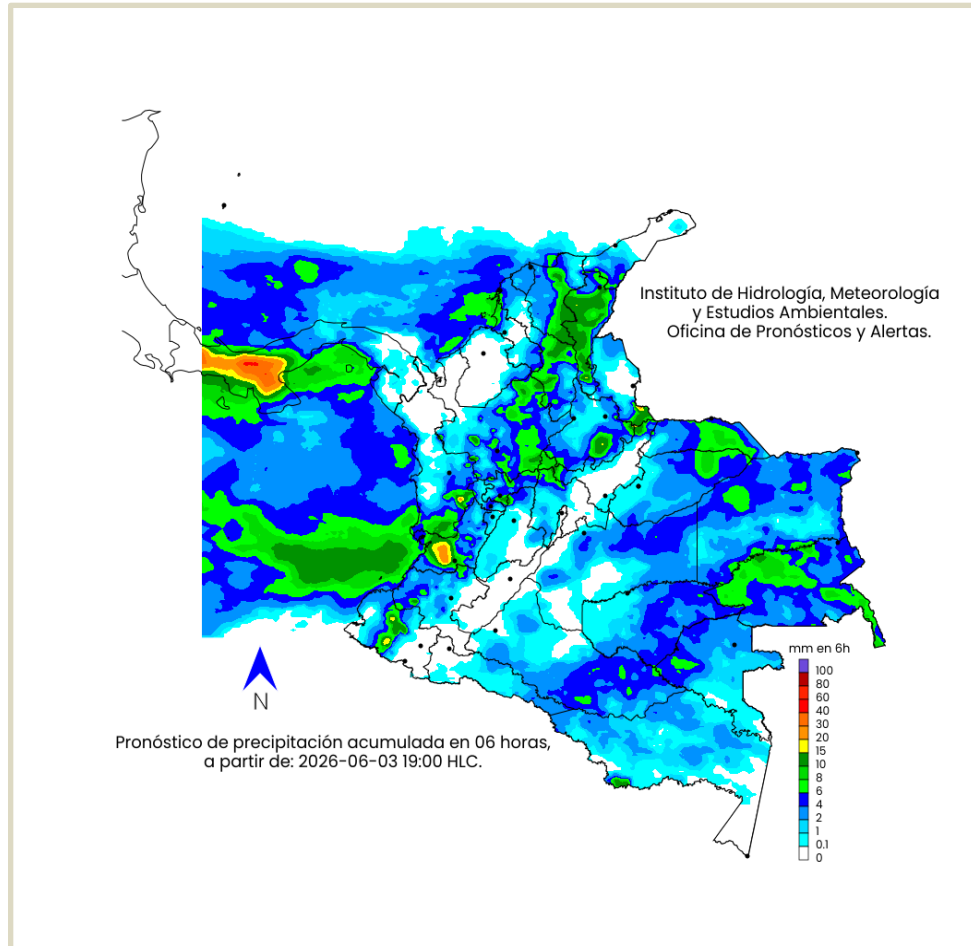 Instituto de Hidrología, Meteorología
y Estudios Ambientales.
Oficina de Pronósticos y Alertas.
mm en 6h
100
80
60
40
30
20
15
10
8
6
4
2
1
0.1
0
N
Pronóstico de precipitación acumulada en 06 horas,
a partir de: 2026-06-03 19:00 HLC.